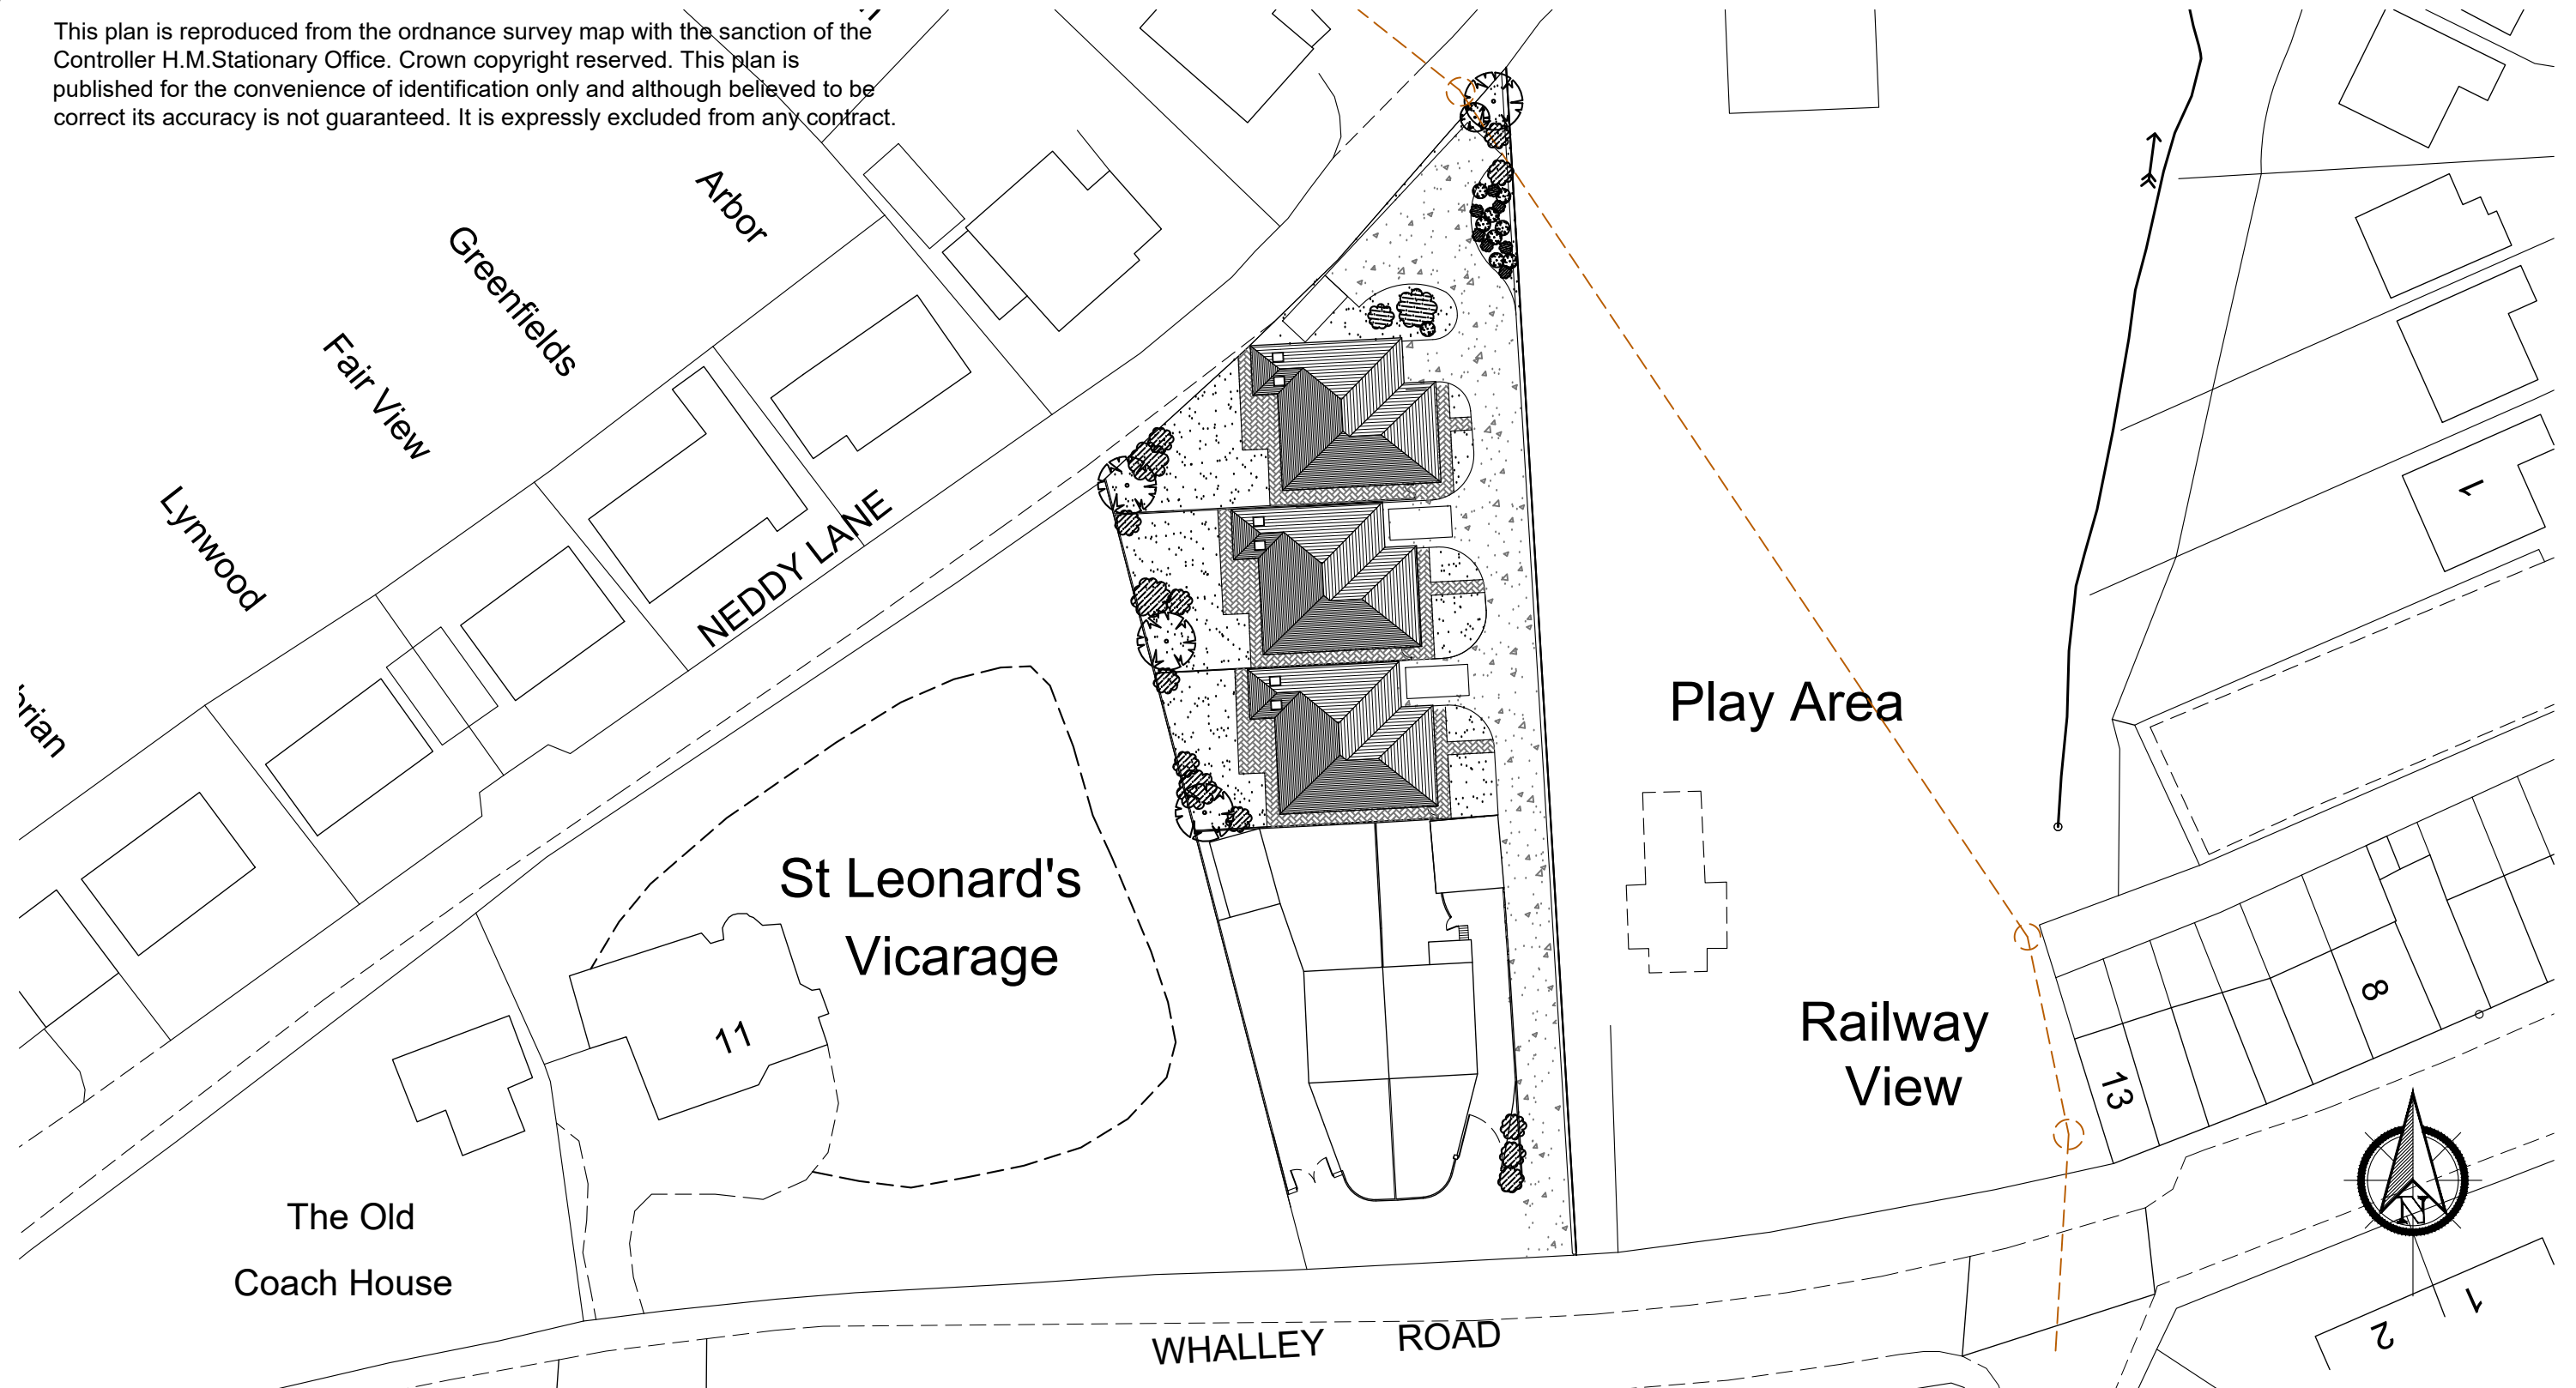 This plan is reproduced from the ordnance survey map with the sanction of the
Controller H.M.Stationary Office. Crown copyright reserved. This plan is
published for the convenience of identification only and although believed to be
correct its accuracy is not guaranteed. It is expressly excluded from any contract.
Arbor
Greenfields
Fair View
Lynwood
NEDDY LANE
1
Play Area
St Leonard's
Vicarage
11
Railway
View
8
13
N
The Old
Coach House
1
2
WHALLEY ROAD